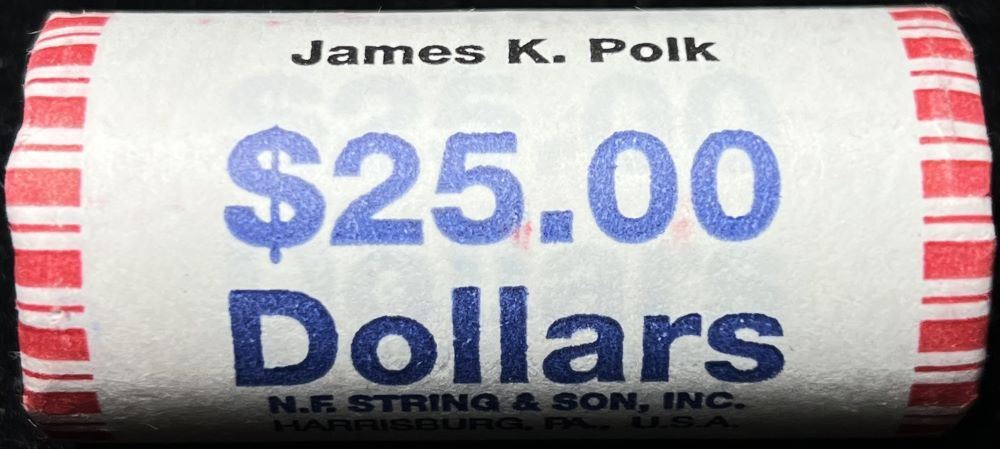 James K. Polk
$25.00
Dollars
N.F. STRING & SON, INC.
HARRISBURG, PA., U.S.A.